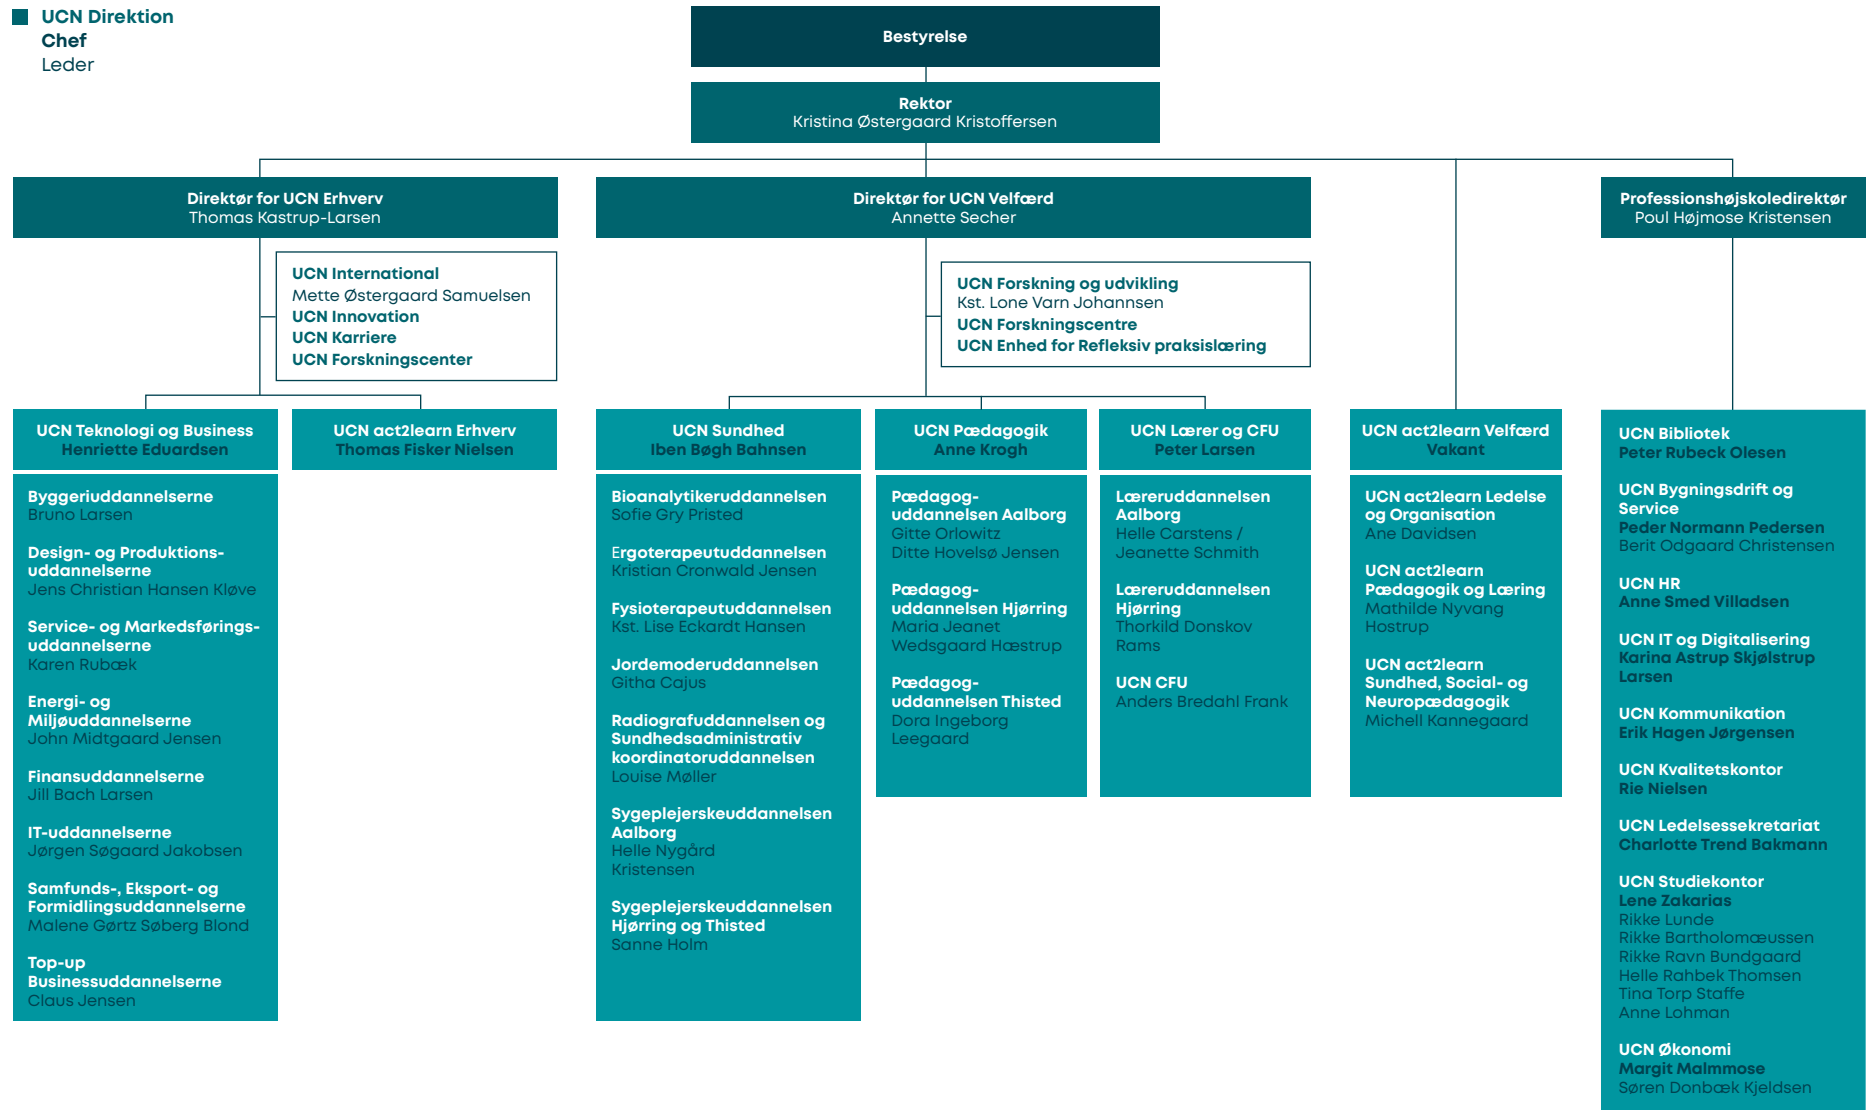 UCN Direktion
Chef
Leder
Bestyrelse
Rektor
Kristina Østergaard Kristoffersen
Direktør for UCN Erhverv
Thomas Kastrup-Larsen
Direktør for UCN Velfærd
Annette Secher
Professionshøjskoledirektør
Poul Højmose Kristensen
UCN International
Mette Østergaard Samuelsen
UCN Innovation
UCN Karriere
UCN Forskningscenter
UCN Forskning og udvikling
Kst. Lone Varn Johannsen
UCN Forskningscentre
UCN Enhed for Refleksiv praksislæring
UCN Teknologi og Business
Henriette Eduardsen
Byggeriuddannelserne
Bruno Larsen
Design- og Produktions-
uddannelserne
Jens Christian Hansen Kløve
Service- og Markedsførings-
uddannelserne
Karen Rubæk
Energi- og
Miljøuddannelserne
John Midtgaard Jensen
Finansuddannelserne
Jill Bach Larsen
IT-uddannelserne
Jørgen Søgaard Jakobsen
Samfunds-, Eksport- og
Formidlingsuddannelserne
Malene Gørtz Søberg Blond
Top-up
Businessuddannelserne
Claus Jensen
UCN act2learn Erhverv
Thomas Fisker Nielsen
UCN Sundhed
Iben Bøgh Bahnsen
Bioanalytikeruddannelsen
Sofie Gry Pristed
Ergoterapeutuddannelsen
Kristian Cronwald Jensen
Fysioterapeutuddannelsen
Kst. Lise Eckardt Hansen
Jordemoderuddannelsen
Githa Cajus
Radiografuddannelsen og
Sundhedsadministrativ
koordinatoruddannelsen
Louise Møller
Sygeplejerskeuddannelsen
Aalborg
Helle Nygård
Kristensen
Sygeplejerskeuddannelsen
Hjørring og Thisted
Sanne Holm
UCN Pædagogik
Anne Krogh
Pædagog-
uddannelsen Aalborg
Gitte Orlowitz
Ditte Hovelsø Jensen
Pædagog-
uddannelsen Hjørring
Maria Jeanet
Wedsgaard Hæstrup
Pædagog-
uddannelsen Thisted
Dora Ingeborg
Leegaard
UCN Lærer og CFU
Peter Larsen
Læreruddannelsen
Aalborg
Helle Carstens /
Jeanette Schmith
Læreruddannelsen
Hjørring
Thorkild Donskov
Rams
UCN CFU
Anders Bredahl Frank
UCN act2learn Velfærd
Vakant
UCN act2learn Ledelse
og Organisation
Ane Davidsen
UCN act2learn
Pædagogik og Læring
Mathilde Nyvang
Hostrup
UCN act2learn
Sundhed, Social- og
Neuropædagogik
Michell Kannegaard
UCN Bibliotek
Peter Rubeck Olesen
UCN Bygningsdrift og
Service
Peder Normann Pedersen
Berit Odgaard Christensen
UCN HR
Anne Smed Villadsen
UCN IT og Digitalisering
Karina Astrup Skjølstrup
Larsen
UCN Kommunikation
Erik Hagen Jørgensen
UCN Kvalitetskontor
Rie Nielsen
UCN Ledelsessekretariat
Charlotte Trend Bakmann
UCN Studiekontor
Lene Zakarias
Rikke Lunde
Rikke Bartholomæussen
Rikke Ravn Bundgaard
Helle Rahbek Thomsen
Tina Torp Staffe
Anne Lohman
UCN Økonomi
Margit Malmmose
Søren Donbæk Kjeldsen